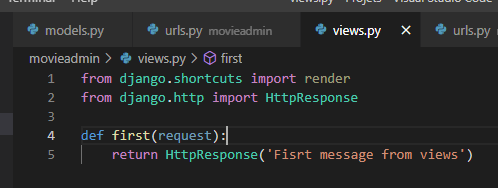 Terminal Help views.py Visual Studio Code
models.py urls.py movieadmin views.py urls.py
movieadmin > views.py > first
1 from django.shortcuts import render
2 from django.http import HttpResponse
3
4 def first(request):
5 return HttpResponse('Fisrt message from views')